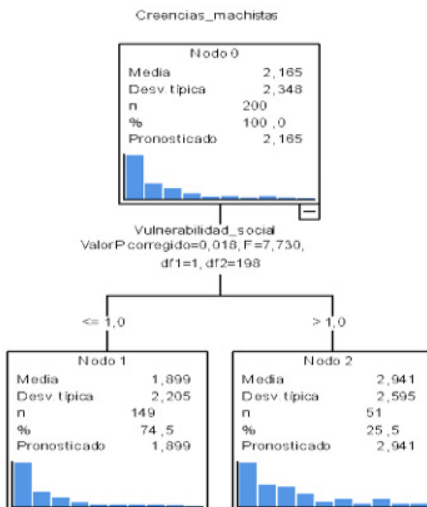 Creencias_machistas
Nodo 0
Media 2,165
Desv.típica 2,348
n 200
% 100 ,0
Pronosticado 2,165
Vulnerabilidad_social
ValorP corregido=0,018, F=7,730,
df1=1, df2=198
<= 1,0
> 1,0
Nodo 1
Media 1,899
Desv.típica 2,205
n 149
% 74 ,5
Pronosticado 1,899
Nodo 2
Media 2,941
Desv.típica 2,595
n 51
% 25 ,5
Pronosticado 2,941